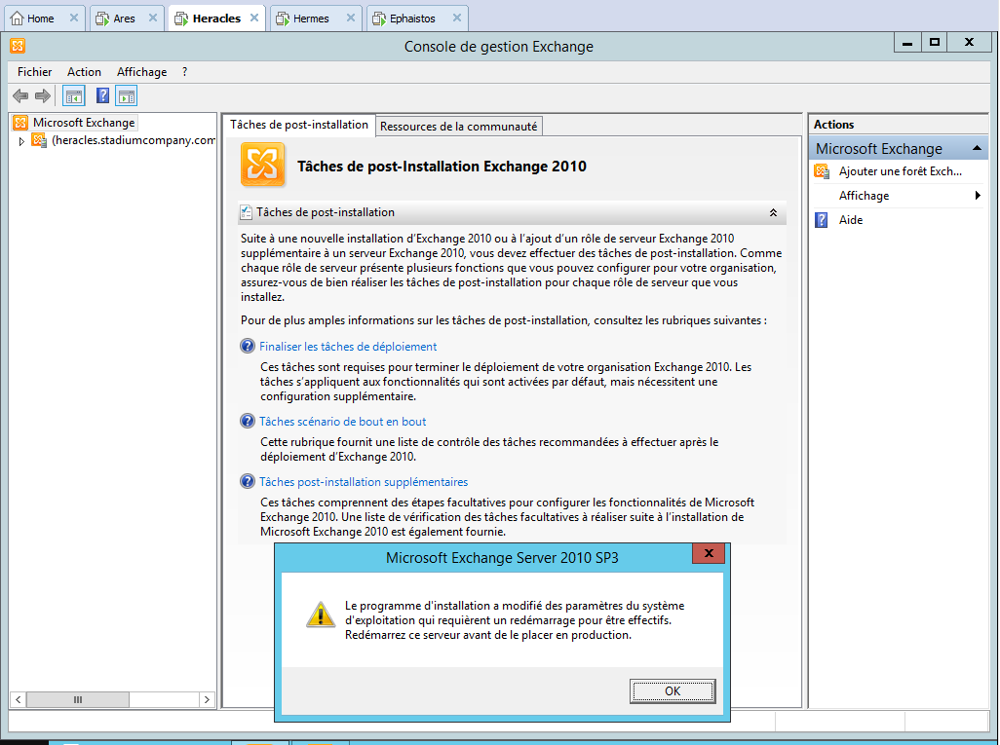 Home
Ares
Heracles
Hermes
Ephaistos
Console de gestion Exchange
Fichier Action Affichage ?
Microsoft Exchange
(heracles.stadiumcompany.com
Tâches de post-installation
Ressources de la communauté
Tâches de post-Installation Exchange 2010
Tâches de post-installation
Suite à une nouvelle installation d'Exchange 2010 ou à l'ajout d'un rôle de serveur Exchange 2010
supplémentaire à un serveur Exchange 2010, vous devez effectuer des tâches de post-installation. Comme
chaque rôle de serveur présente plusieurs fonctions que vous pouvez configurer pour votre organisation,
assurez-vous de bien réaliser les tâches de post-installation pour chaque rôle de serveur que vous
installez.
Pour de plus amples informations sur les tâches de post-installation, consultez les rubriques suivantes :
Finaliser les tâches de déploiement
Ces tâches sont requises pour terminer le déploiement de votre organisation Exchange 2010. Les
tâches s'appliquent aux fonctionnalités qui sont activées par défaut, mais nécessitent une
configuration supplémentaire.
Tâches scénario de bout en bout
Cette rubrique fournit une liste de contrôle des tâches recommandées à effectuer après le
déploiement d'Exchange 2010.
Tâches post-installation supplémentaires
Ces tâches comprennent des étapes facultatives pour configurer les fonctionnalités de Microsoft
Exchange 2010. Une liste de vérification des tâches facultatives à réaliser suite à l'installation de
Microsoft Exchange 2010 est également fournie.
Actions
Microsoft Exchange
Ajouter une forêt Exch...
Affichage
Aide
Microsoft Exchange Server 2010 SP3
Le programme d'installation a modifié des paramètres du système
d'exploitation qui requièrent un redémarrage pour être effectifs.
Redémarrez ce serveur avant de le placer en production.
OK